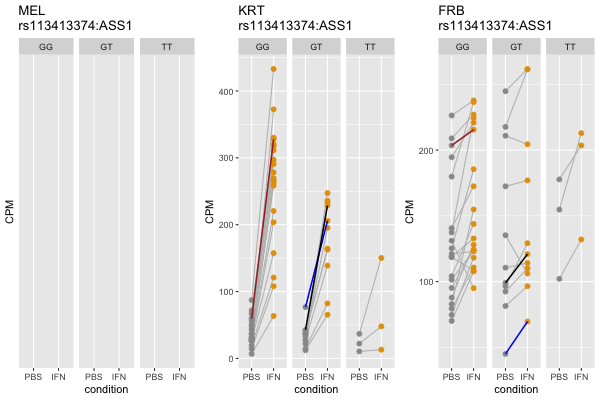 MEL
rs113413374:ASS1
GG GT TT
CPM
PBS IFN PBS IFN PBS IFN
condition
KRT
rs113413374:ASS1
GG GT TT
400
300
200
100
0
CPM
PBS IFN PBS IFN PBS IFN
condition
FRB
rs113413374:ASS1
GG GT TT
200
100
CPM
PBS IFN PBS IFN PBS IFN
condition